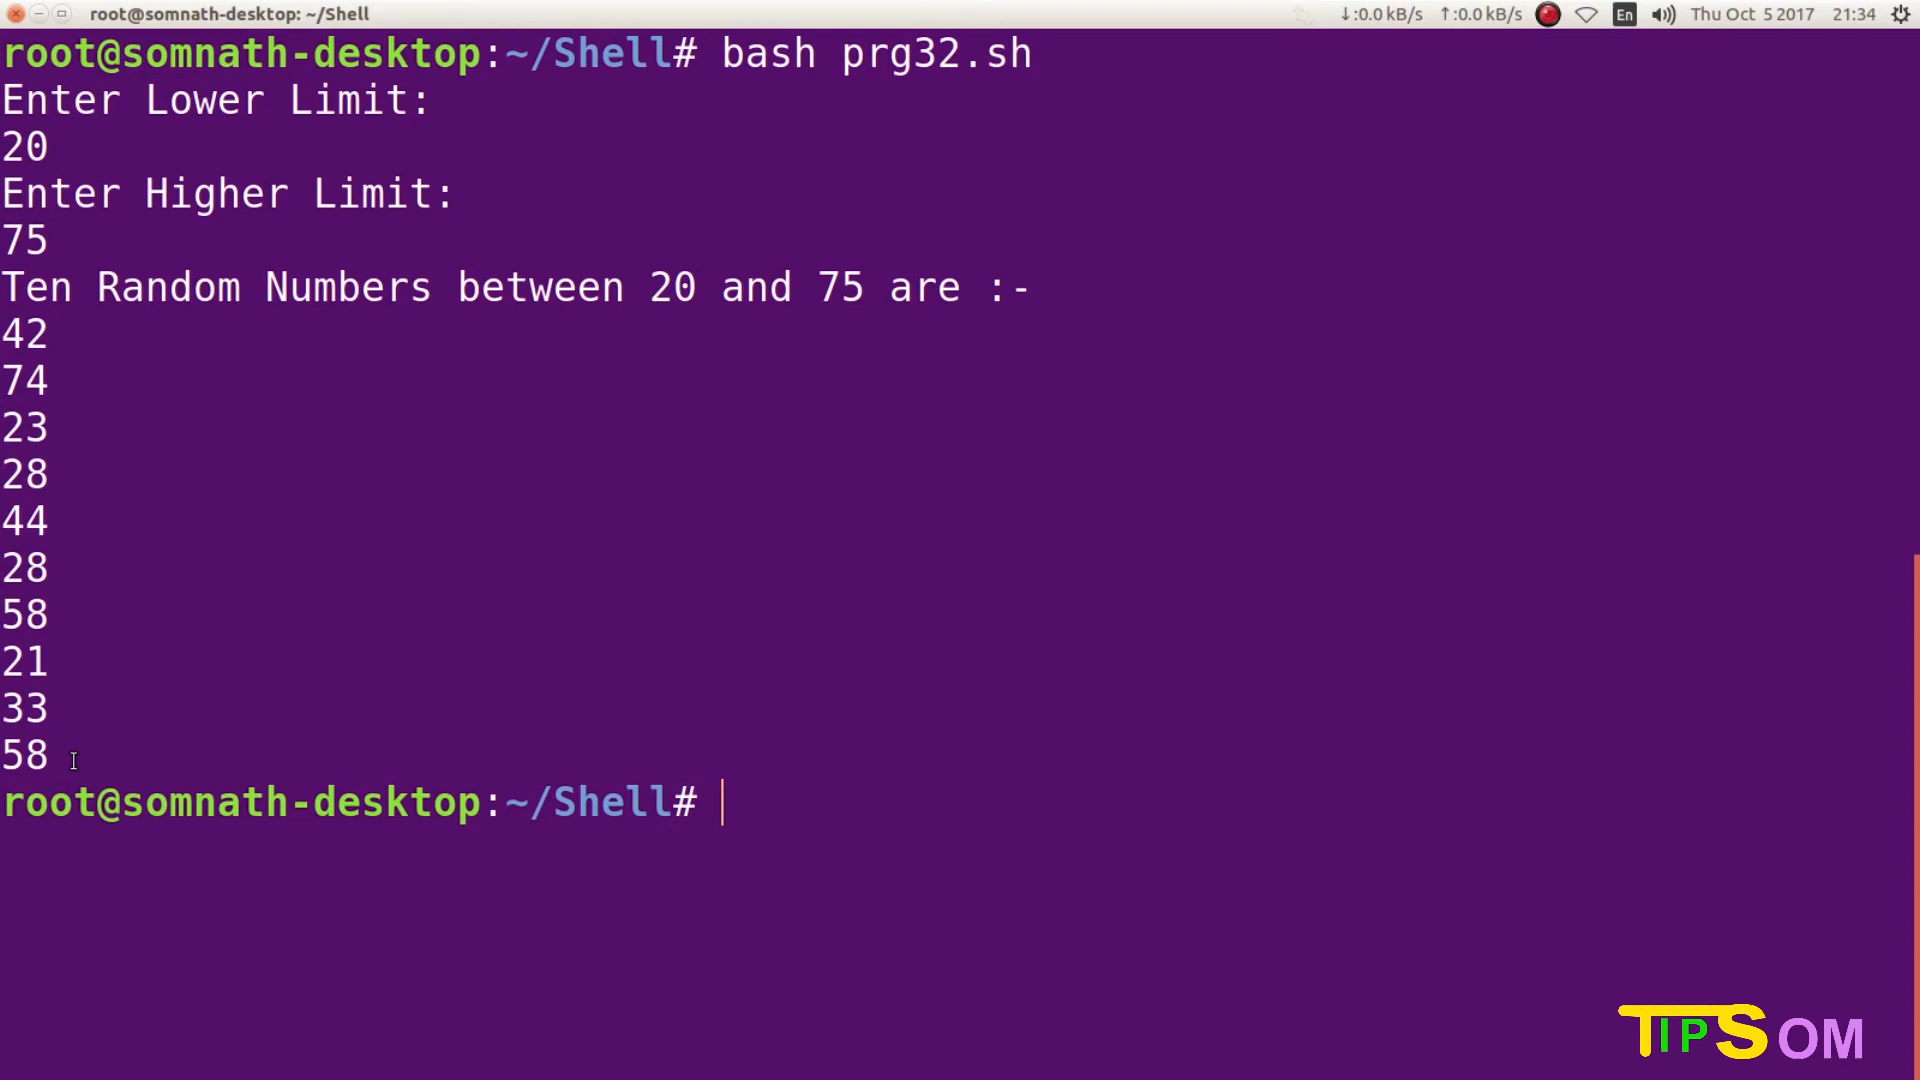 root@somnath-desktop: ~/Shell ↓:0.0 kB/s ↑:0.0 kB/s En Thu Oct 5 2017 21:34
root@somnath-desktop:~/Shell# bash prg32.sh
Enter Lower Limit:
20
Enter Higher Limit:
75
Ten Random Numbers between 20 and 75 are :-
42
74
23
28
44
28
58
21
33
58
root@somnath-desktop:~/Shell#
TIPSOM